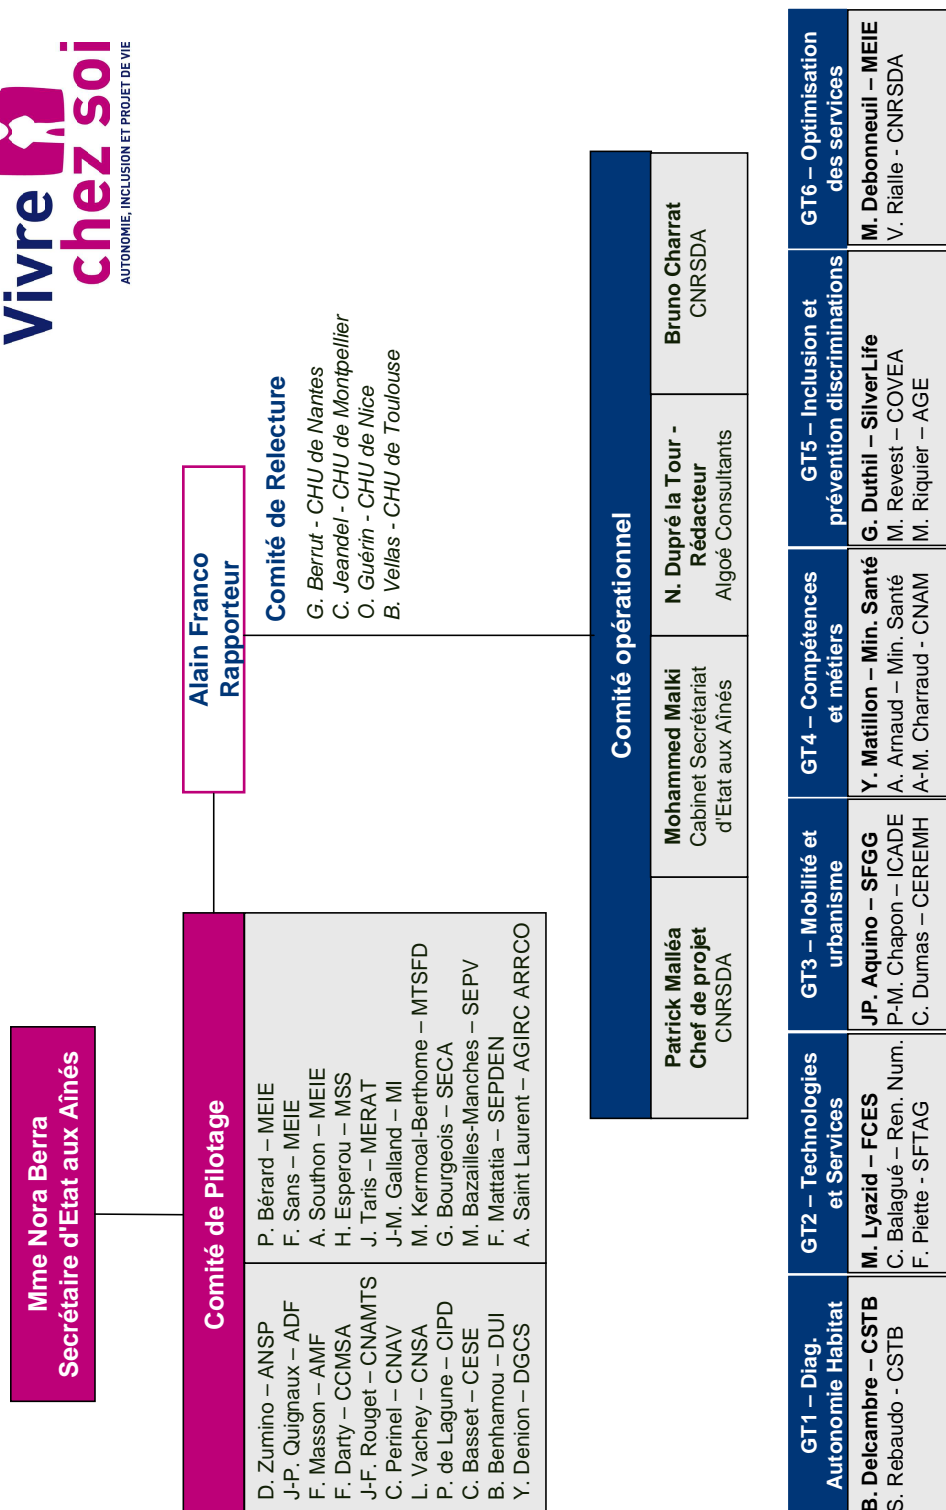 Vivre
chez soi
AUTONOMIE, INCLUSION ET PROJET DE VIE
Mme Nora Berra
Secrétaire d'Etat aux Aînés
Comité de Pilotage
D. Zumino – ANSP
J-P. Quignaux – ADF
F. Masson – AMF
F. Darty – CCMSA
J-F. Rouget – CNAMTS
C. Perinel – CNAV
L. Vachey – CNSA
P. de Lagune – CIPD
C. Basset – CESE
B. Benhamou – DUI
Y. Denion – DGCS
P. Bérard – MEIE
F. Sans – MEIE
A. Southon – MEIE
H. Esperou – MSS
J. Taris – MERAT
J-M. Galland – MI
M. Kermoal-Berthome – MTSFD
G. Bourgeois – SECA
M. Bazailles-Manches – SEPV
F. Mattatia – SEPDEN
A. Saint Laurent – AGIRC ARRCO
Alain Franco
Rapporteur
Comité de Relecture
G. Berrut - CHU de Nantes
C. Jeandel - CHU de Montpellier
O. Guérin - CHU de Nice
B. Vellas - CHU de Toulouse
Comité opérationnel
Patrick Malléa
Chef de projet
CNRSDA
Mohammed Malki
Cabinet Secrétariat
d'Etat aux Aînés
N. Dupré la Tour -
Rédacteur
Algoé Consultants
Bruno Charrat
CNRSDA
GT1 – Diag.
Autonomie Habitat
B. Delcambre – CSTB
S. Rebaudo - CSTB
GT2 – Technologies
et Services
M. Lyazid – FCES
C. Balagué – Ren. Num.
F. Piette - SFTAG
GT3 – Mobilité et
urbanisme
JP. Aquino – SFGG
P-M. Chapon – ICADE
C. Dumas – CEREMH
GT4 – Compétences
et métiers
Y. Matillon – Min. Santé
A. Arnaud – Min. Santé
A-M. Charraud - CNAM
GT5 – Inclusion et
prévention discriminations
G. Duthil – SilverLife
M. Revest – COVEA
M. Riquier – AGE
GT6 – Optimisation
des services
M. Debonneuil – MEIE
V. Rialle - CNRSDA